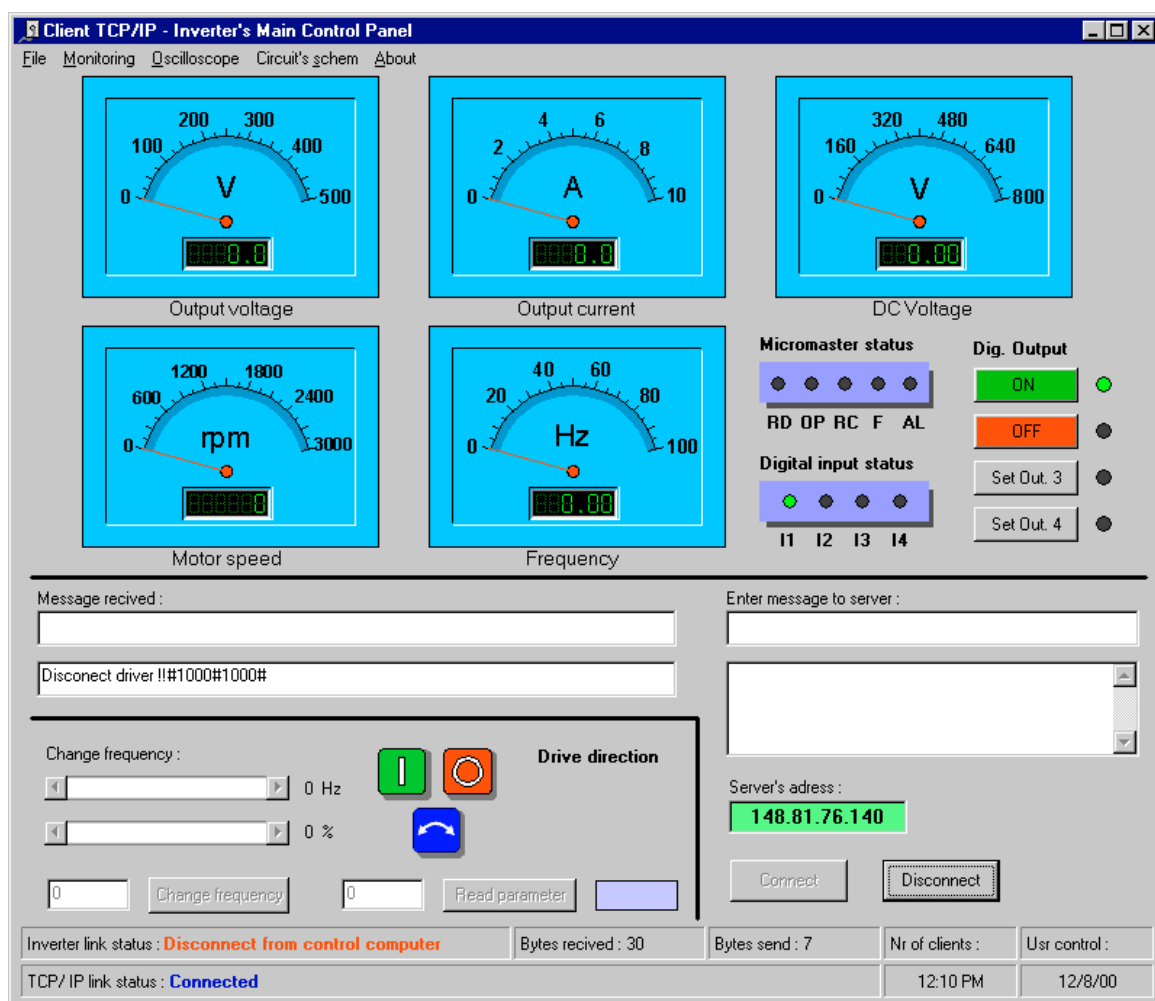 Client TCP/IP - Inverter's Main Control Panel
File Monitoring Oscilloscope Circuit's schem About
200 300
100 400
0 500
V
0.0
Output voltage
4 6
2 8
0 10
A
0.0
Output current
320 480
160 640
0 800
V
0.00
DC Voltage
1200 1800
600 2400
0 3000
rpm
0
Motor speed
40 60
20 80
0 100
Hz
0.00
Frequency
Micromaster status
RD OP RC F AL
Digital input status
I1 I2 I3 I4
Dig. Output
ON
OFF
Set Out. 3
Set Out. 4
Message recived :
Disconect driver !!#1000#1000#
Enter message to server :
Change frequency :
0 Hz
0 %
Drive direction
0 Change frequency 0 Read parameter
Server's adress :
148.81.76.140
Connect Disconnect
Inverter link status : Disconnect from control computer Bytes recived : 30 Bytes send : 7 Nr of clients : Usr control :
TCP/ IP link status : Connected 12:10 PM 12/8/00